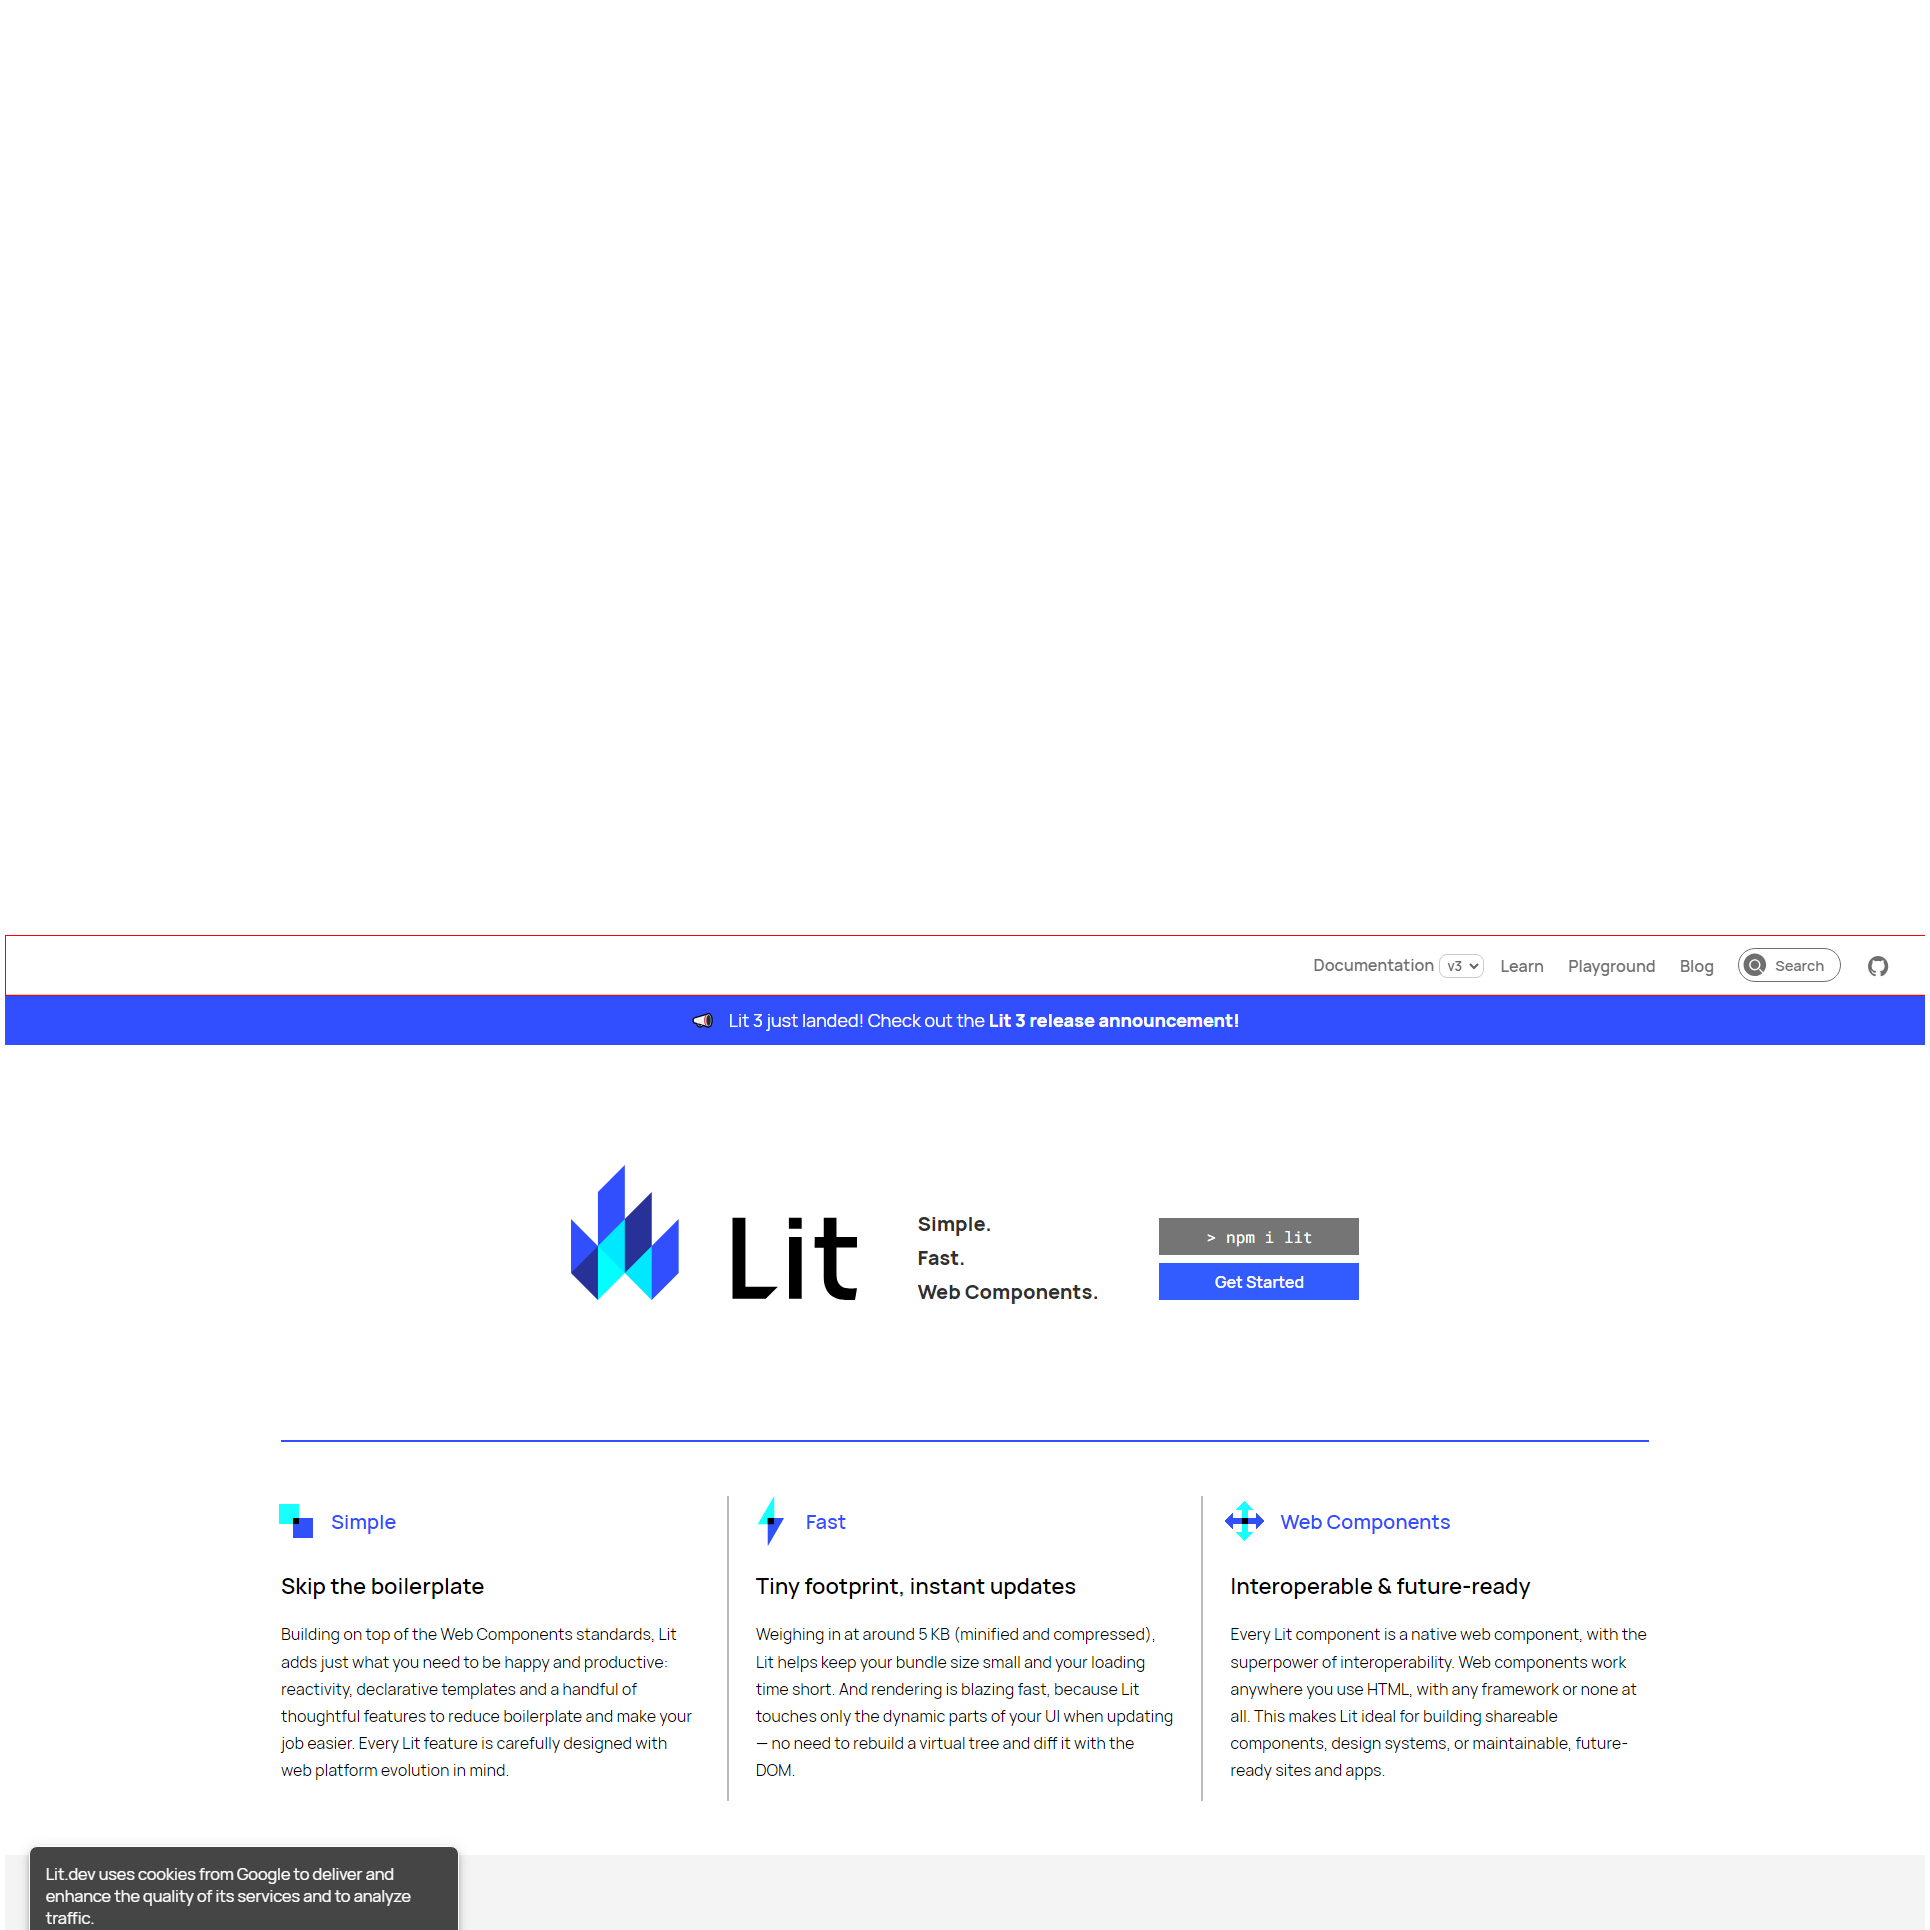 Documentation v3 Learn Playground Blog Search
Lit 3 just landed! Check out the Lit 3 release announcement!
Lit
Simple.
Fast.
Web Components.
> npm i lit
Get Started
Simple
Skip the boilerplate
Building on top of the Web Components standards, Lit
adds just what you need to be happy and productive:
reactivity, declarative templates and a handful of
thoughtful features to reduce boilerplate and make your
job easier. Every Lit feature is carefully designed with
web platform evolution in mind.
Fast
Tiny footprint, instant updates
Weighing in at around 5 KB (minified and compressed),
Lit helps keep your bundle size small and your loading
time short. And rendering is blazing fast, because Lit
touches only the dynamic parts of your UI when updating
— no need to rebuild a virtual tree and diff it with the
DOM.
Web Components
Interoperable & future-ready
Every Lit component is a native web component, with the
superpower of interoperability. Web components work
anywhere you use HTML, with any framework or none at
all. This makes Lit ideal for building shareable
components, design systems, or maintainable, future-
ready sites and apps.
Lit.dev uses cookies from Google to deliver and
enhance the quality of its services and to analyze
traffic.